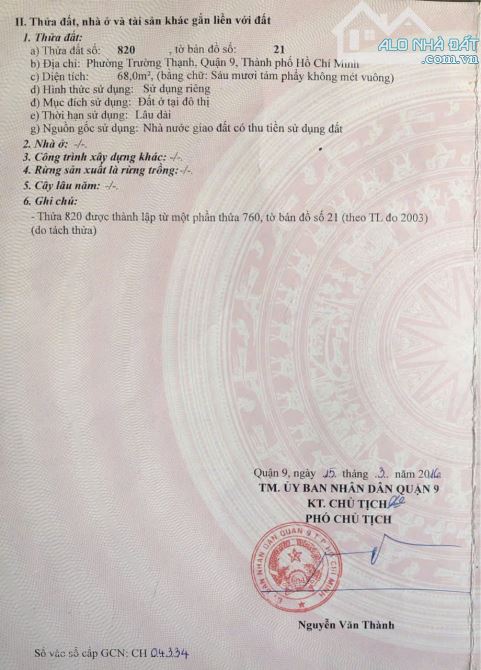 ALO NHÀ ĐẤT
II. Thửa đất, nhà ở và tài sản khác gắn liền với đất
1. Thửa đất:
a) Thửa đất số: 820 , tờ bản đồ số: 21
b) Địa chỉ: Phường Trường Thạnh, Quận 9, Thành phố Hồ Chí Minh
c) Diện tích: 68,0m², (bằng chữ: Sáu mươi tám phẩy không mét vuông)
d) Hình thức sử dụng: Sử dụng riêng
đ) Mục đích sử dụng: Đất ở tại đô thị
e) Thời hạn sử dụng: Lâu dài
g) Nguồn gốc sử dụng: Nhà nước giao đất có thu tiền sử dụng đất
2. Nhà ở: -/-.
3. Công trình xây dựng khác: -/-.
4. Rừng sản xuất là rừng trồng:-/-.
5. Cây lâu năm: -/-.
6. Ghi chú:
- Thửa 820 được thành lập từ một phần thửa 760, tờ bản đồ số 21 (theo TL đo 2003)
(do tách thửa)
Quận 9, ngày 15 tháng 3 năm 2016
TM. ỦY BAN NHÂN DÂN QUẬN 9
KT. CHỦ TỊCH
PHÓ CHỦ TỊCH
BAN NHÂN DÂN QUẬN 9 T.P HỒ CHÍ MINH
Nguyễn Văn Thành
Số vào sổ cấp GCN: CH 04334